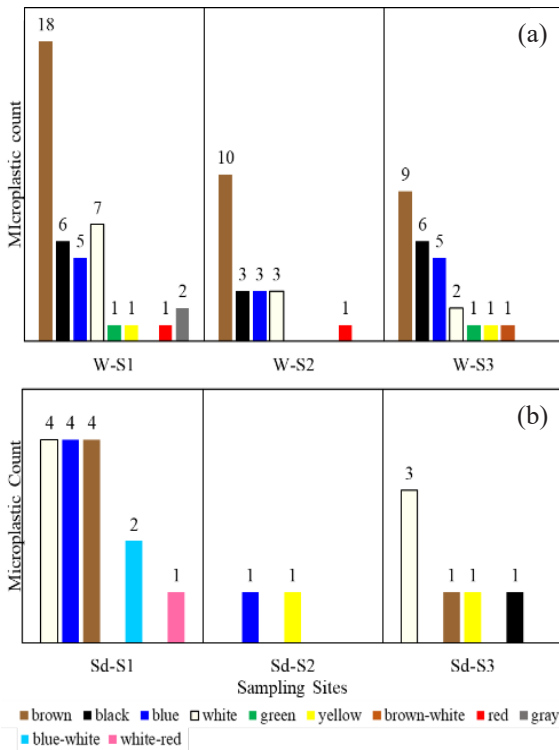 (a)
18
10
9
7
6
6
5
5
3 3 3
2
2
1 1
1
1
1 1 1
MIcroplastic count
W-S1 W-S2 W-S3
(b)
4 4 4
3
2
1
1 1
1 1 1
Microplastic Count
Sd-S1 Sd-S2 Sd-S3
Sampling Sites
brown black blue white green yellow brown-white red gray
blue-white white-red